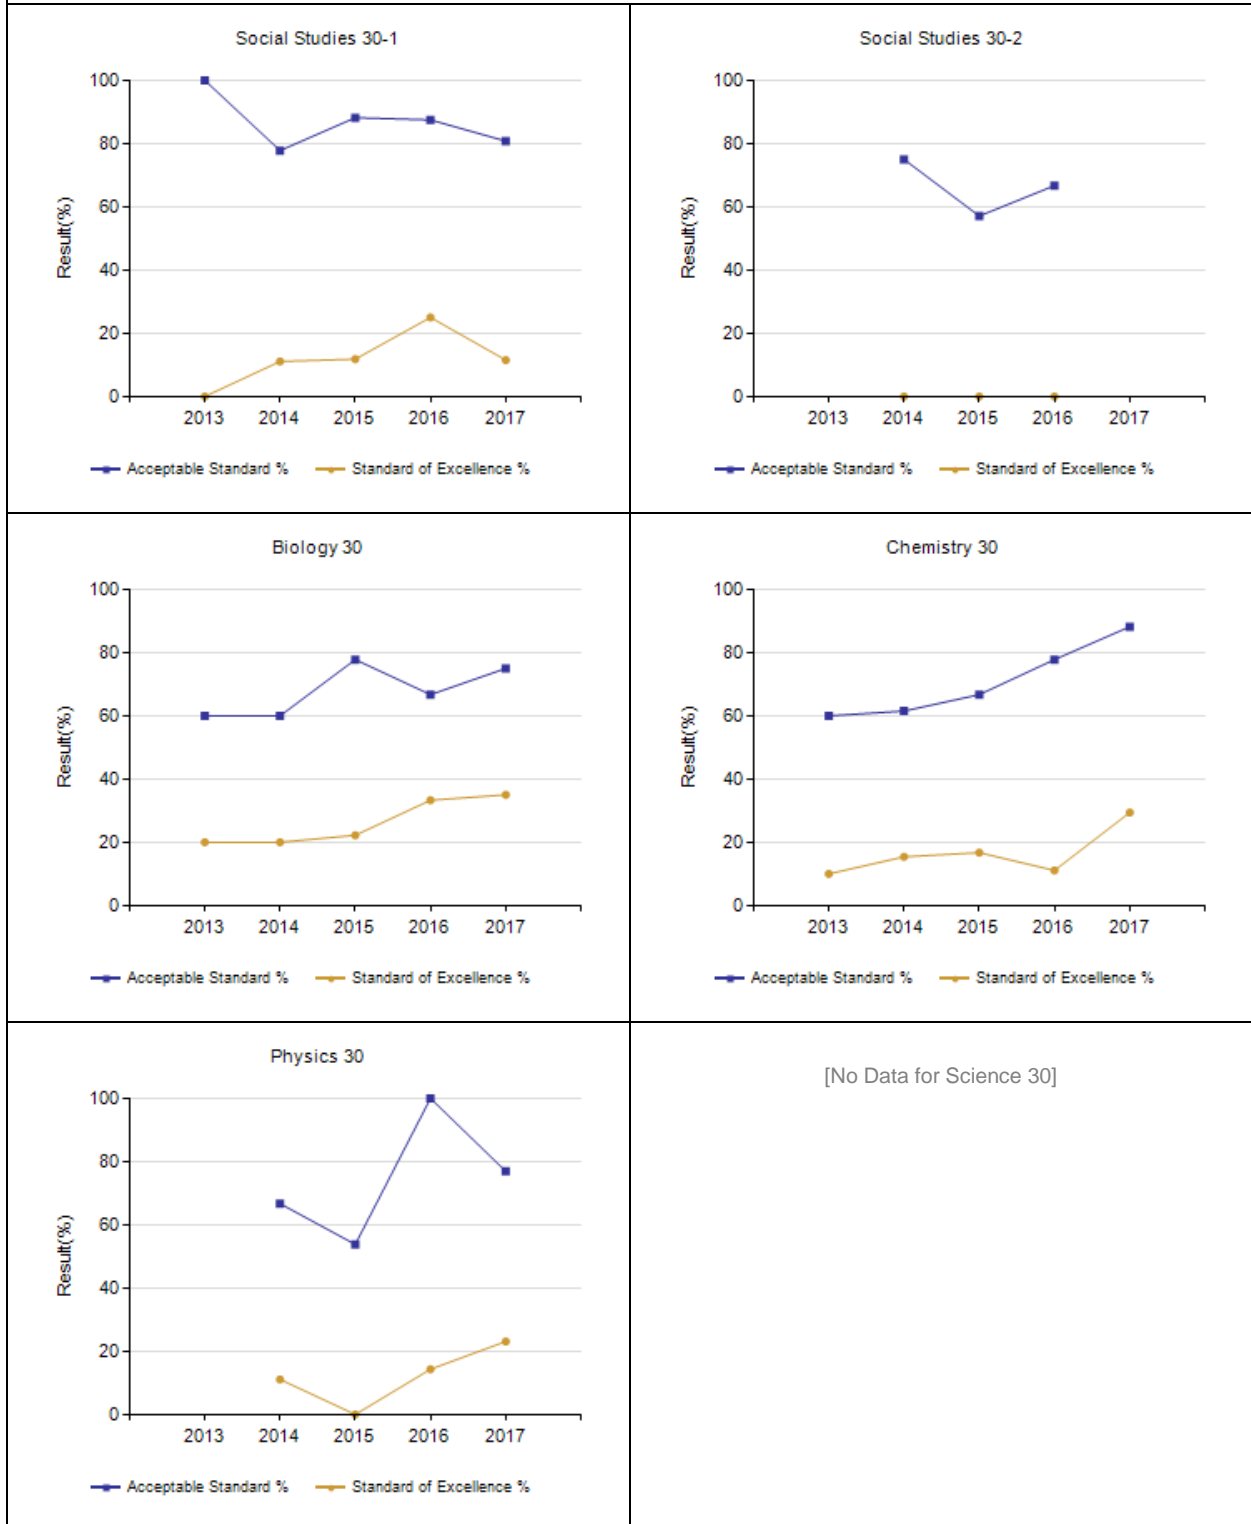 Social Studies 30-1
100
80
60
40
20
0
Result(%)
2013 2014 2015 2016 2017
Acceptable Standard % Standard of Excellence %
Social Studies 30-2
100
80
60
40
20
0
Result(%)
2013 2014 2015 2016 2017
Acceptable Standard % Standard of Excellence %
Biology 30
100
80
60
40
20
0
Result(%)
2013 2014 2015 2016 2017
Acceptable Standard % Standard of Excellence %
Chemistry 30
100
80
60
40
20
0
Result(%)
2013 2014 2015 2016 2017
Acceptable Standard % Standard of Excellence %
Physics 30
100
80
60
40
20
0
Result(%)
2013 2014 2015 2016 2017
Acceptable Standard % Standard of Excellence %
[No Data for Science 30]